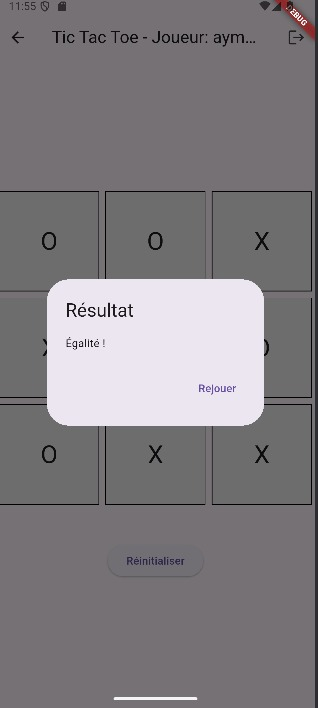 11:55
DEBUG
Tic Tac Toe - Joueur: aym...
O O X
O X X
Résultat
Égalité !
Rejouer
Réinitialiser